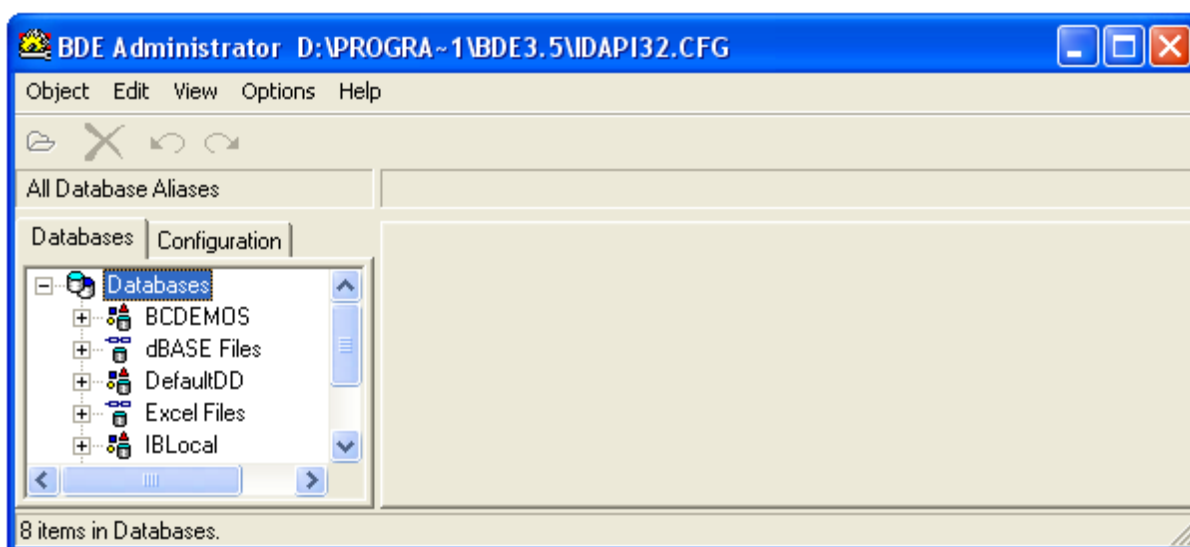 BDE Administrator D:\PROGRA~1\BDE3.5\IDAPI32.CFG
Object Edit View Options Help
All Database Aliases
Databases Configuration
Databases
BCDEMOS
dBASE Files
DefaultDD
Excel Files
IBLocal
8 items in Databases.